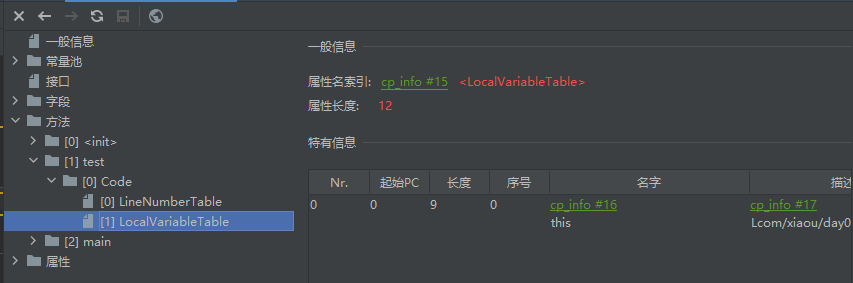 一般信息
常量池
接口
字段
方法
[0] <init>
[1] test
[0] Code
[0] LineNumberTable
[1] LocalVariableTable
[2] main
属性
一般信息
属性名索引: cp_info #15 <LocalVariableTable>
属性长度: 12
特有信息
Nr. 起始PC 长度 序号 名字 描述
0 0 9 0 cp_info #16 cp_info #17
this Lcom/xiaou/day0